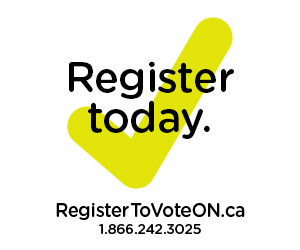 Register
today.
RegisterToVoteON.ca
1.866.242.3025